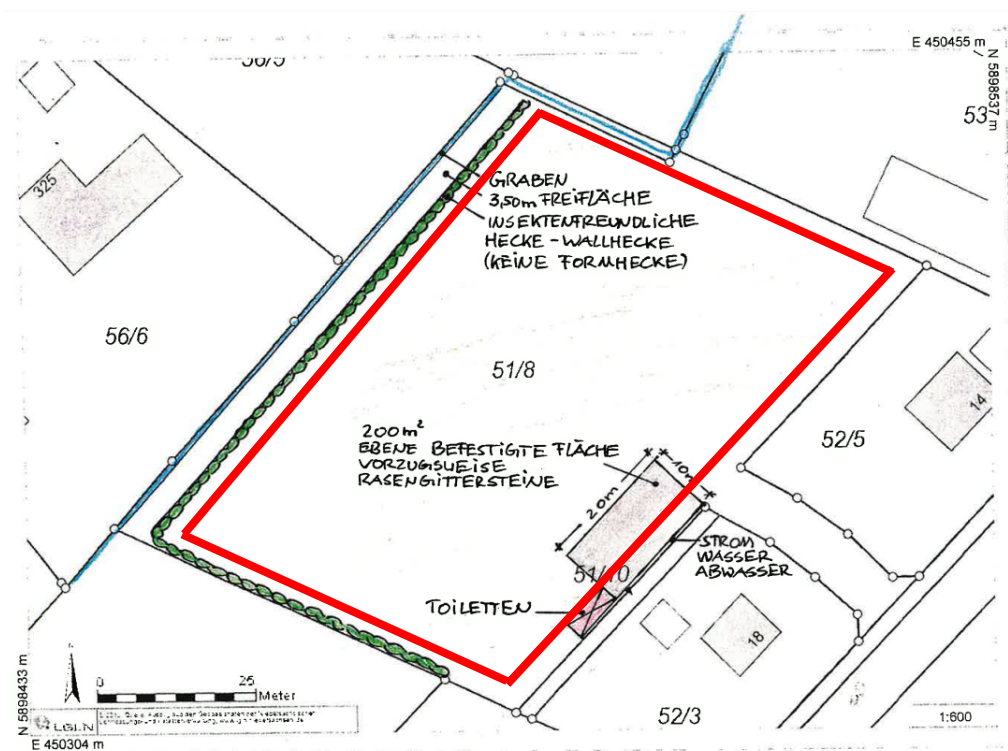 E 450455 m
N 5898537 m
56/5
53
325
GRABEN
3,50m FREIFLÄCHE
INSEKTENFREUNDLICHE
HECKE - WALLHECKE
(KEINE FORMHECKE)
56/6
51/8
14
52/5
200m²
EBENE BEFESTIGTE FLÄCHE
VORZUGSWEISE
RASENGITTERSTEINE
20m
10m
STROM
WASSER
ABWASSER
51/10
TOILETTEN
18
52/3
N 5898433 m
0 25
Meter
LGLN
1:600
E 450304 m